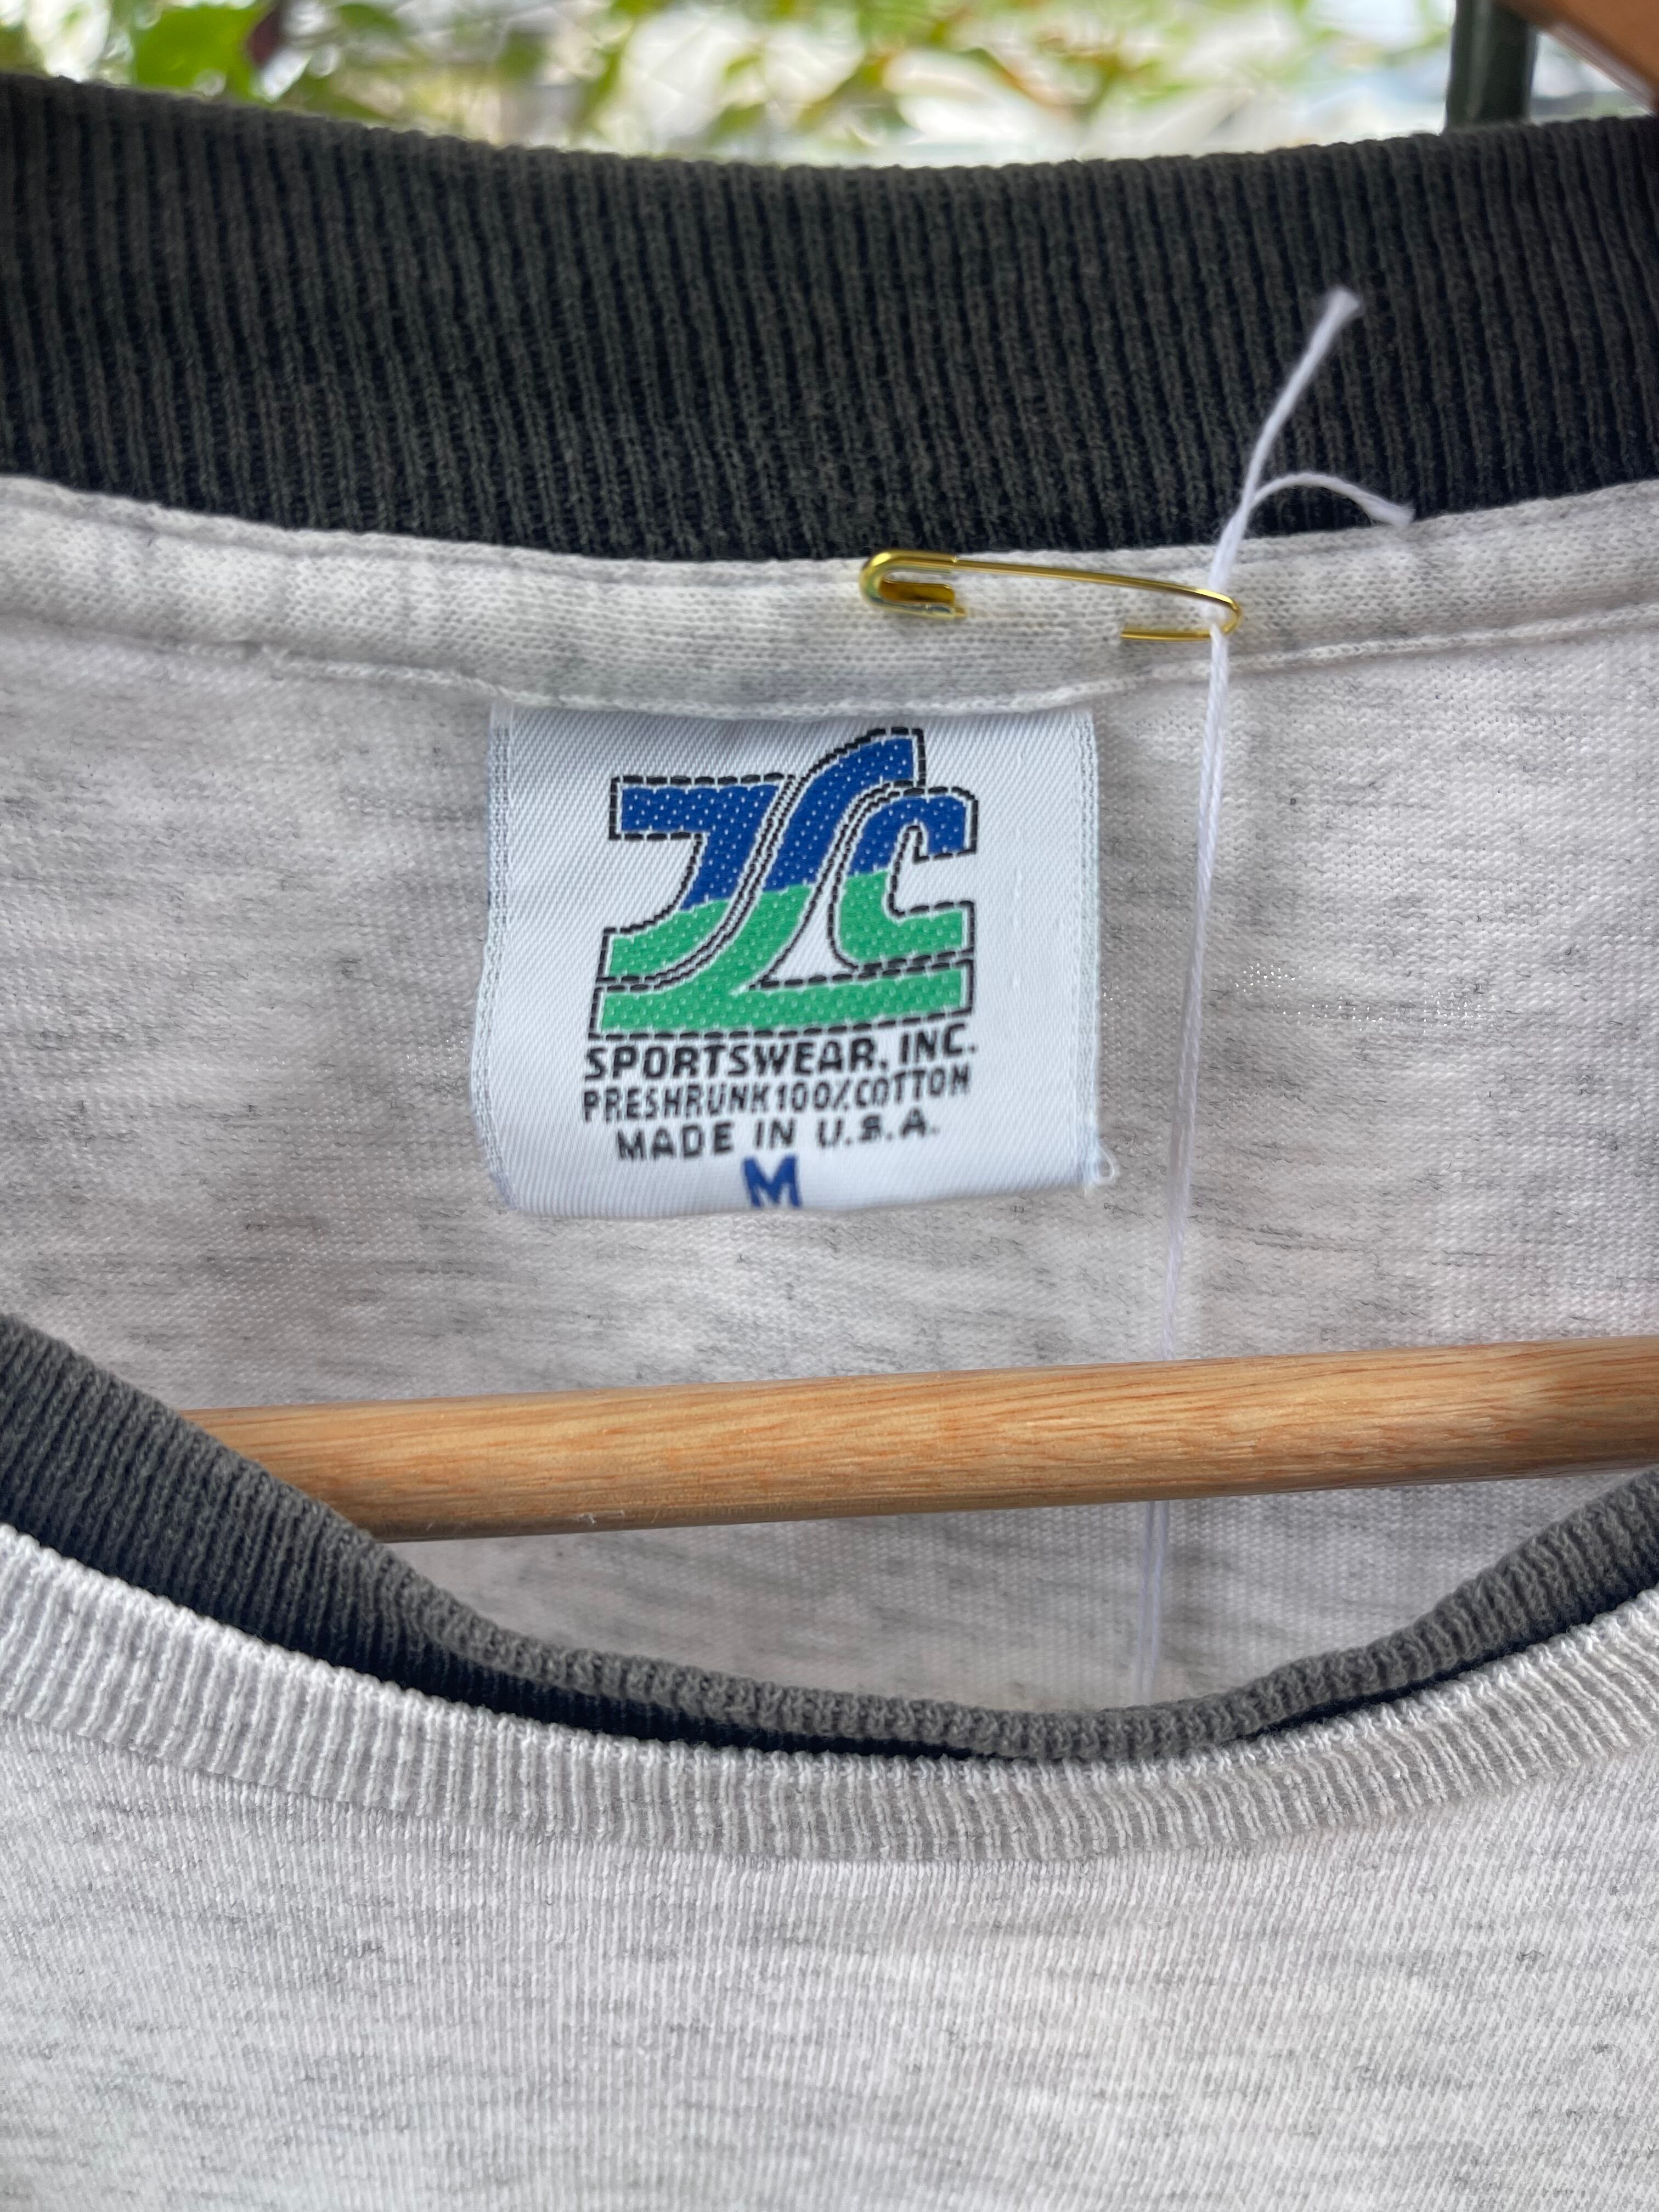 JSC
SPORTSWEAR, INC.
PRESHRUNK 100% COTTON
MADE IN U.S.A.
M